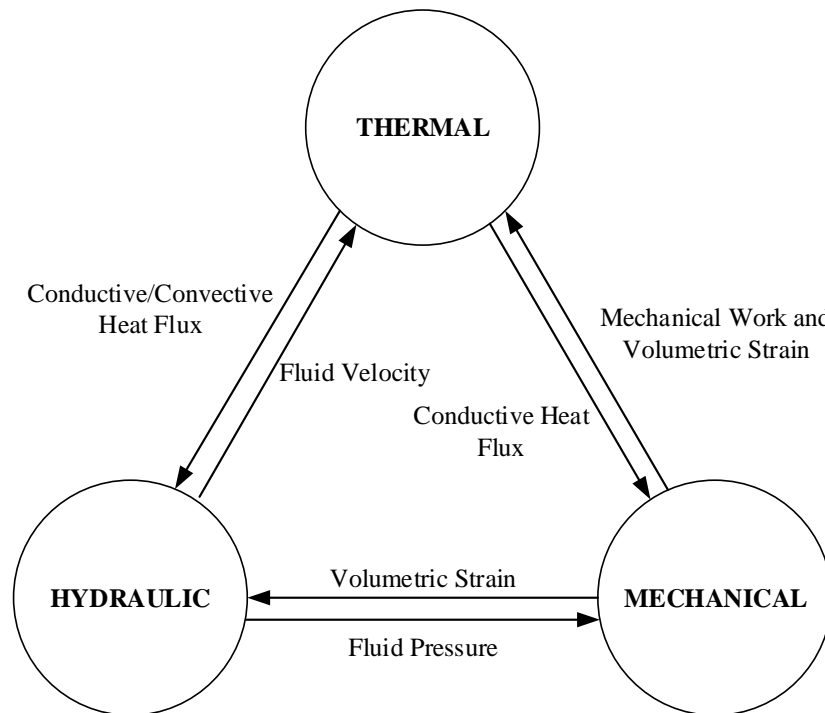 THERMAL
Conductive/Convective
Heat Flux
Mechanical Work and
Volumetric Strain
Fluid Velocity
Conductive Heat
Flux
Volumetric Strain
HYDRAULIC
MECHANICAL
Fluid Pressure